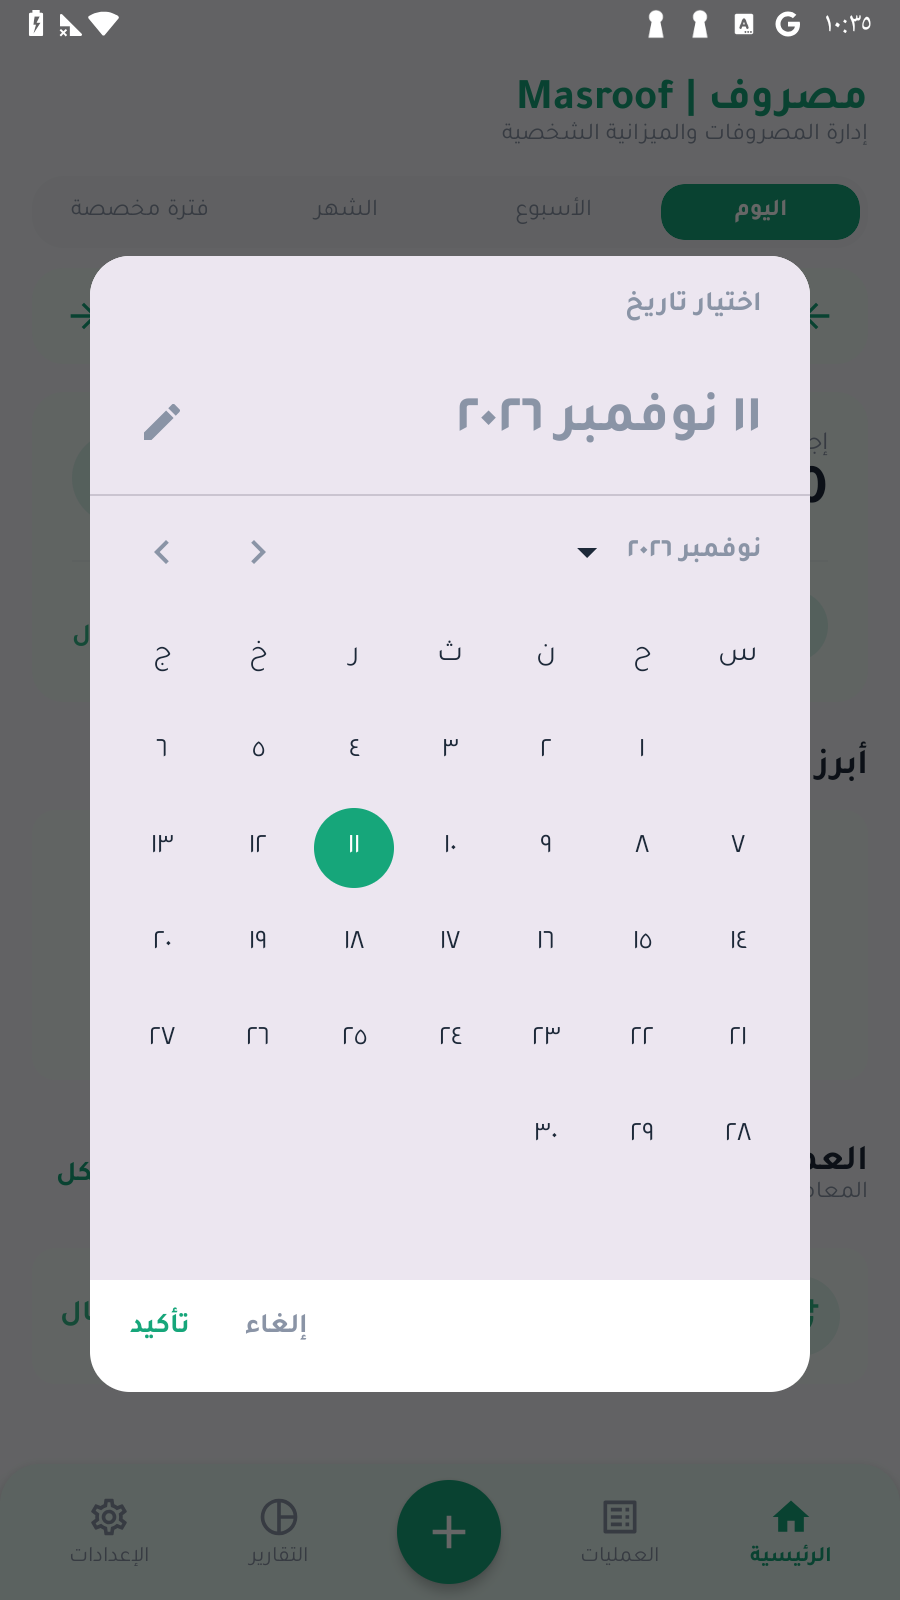 ١٠:٣٥
مصروف | Masroof
إدارة المصروفات والميزانية الشخصية
اليوم الأسبوع الشهر فترة مخصصة
اختيار تاريخ
١١ نوفمبر ٢٠٢٦
نوفمبر ٢٠٢٦
س ح ن ث ر خ ج
١ ٢ ٣ ٤ ٥ ٦
٧ ٨ ٩ ١٠ ١١ ١٢ ١٣
١٤ ١٥ ١٦ ١٧ ١٨ ١٩ ٢٠
٢١ ٢٢ ٢٣ ٢٤ ٢٥ ٢٦ ٢٧
٢٨ ٢٩ ٣٠
أبرز
إلغاء تأكيد
الرئيسية العمليات التقارير الإعدادات